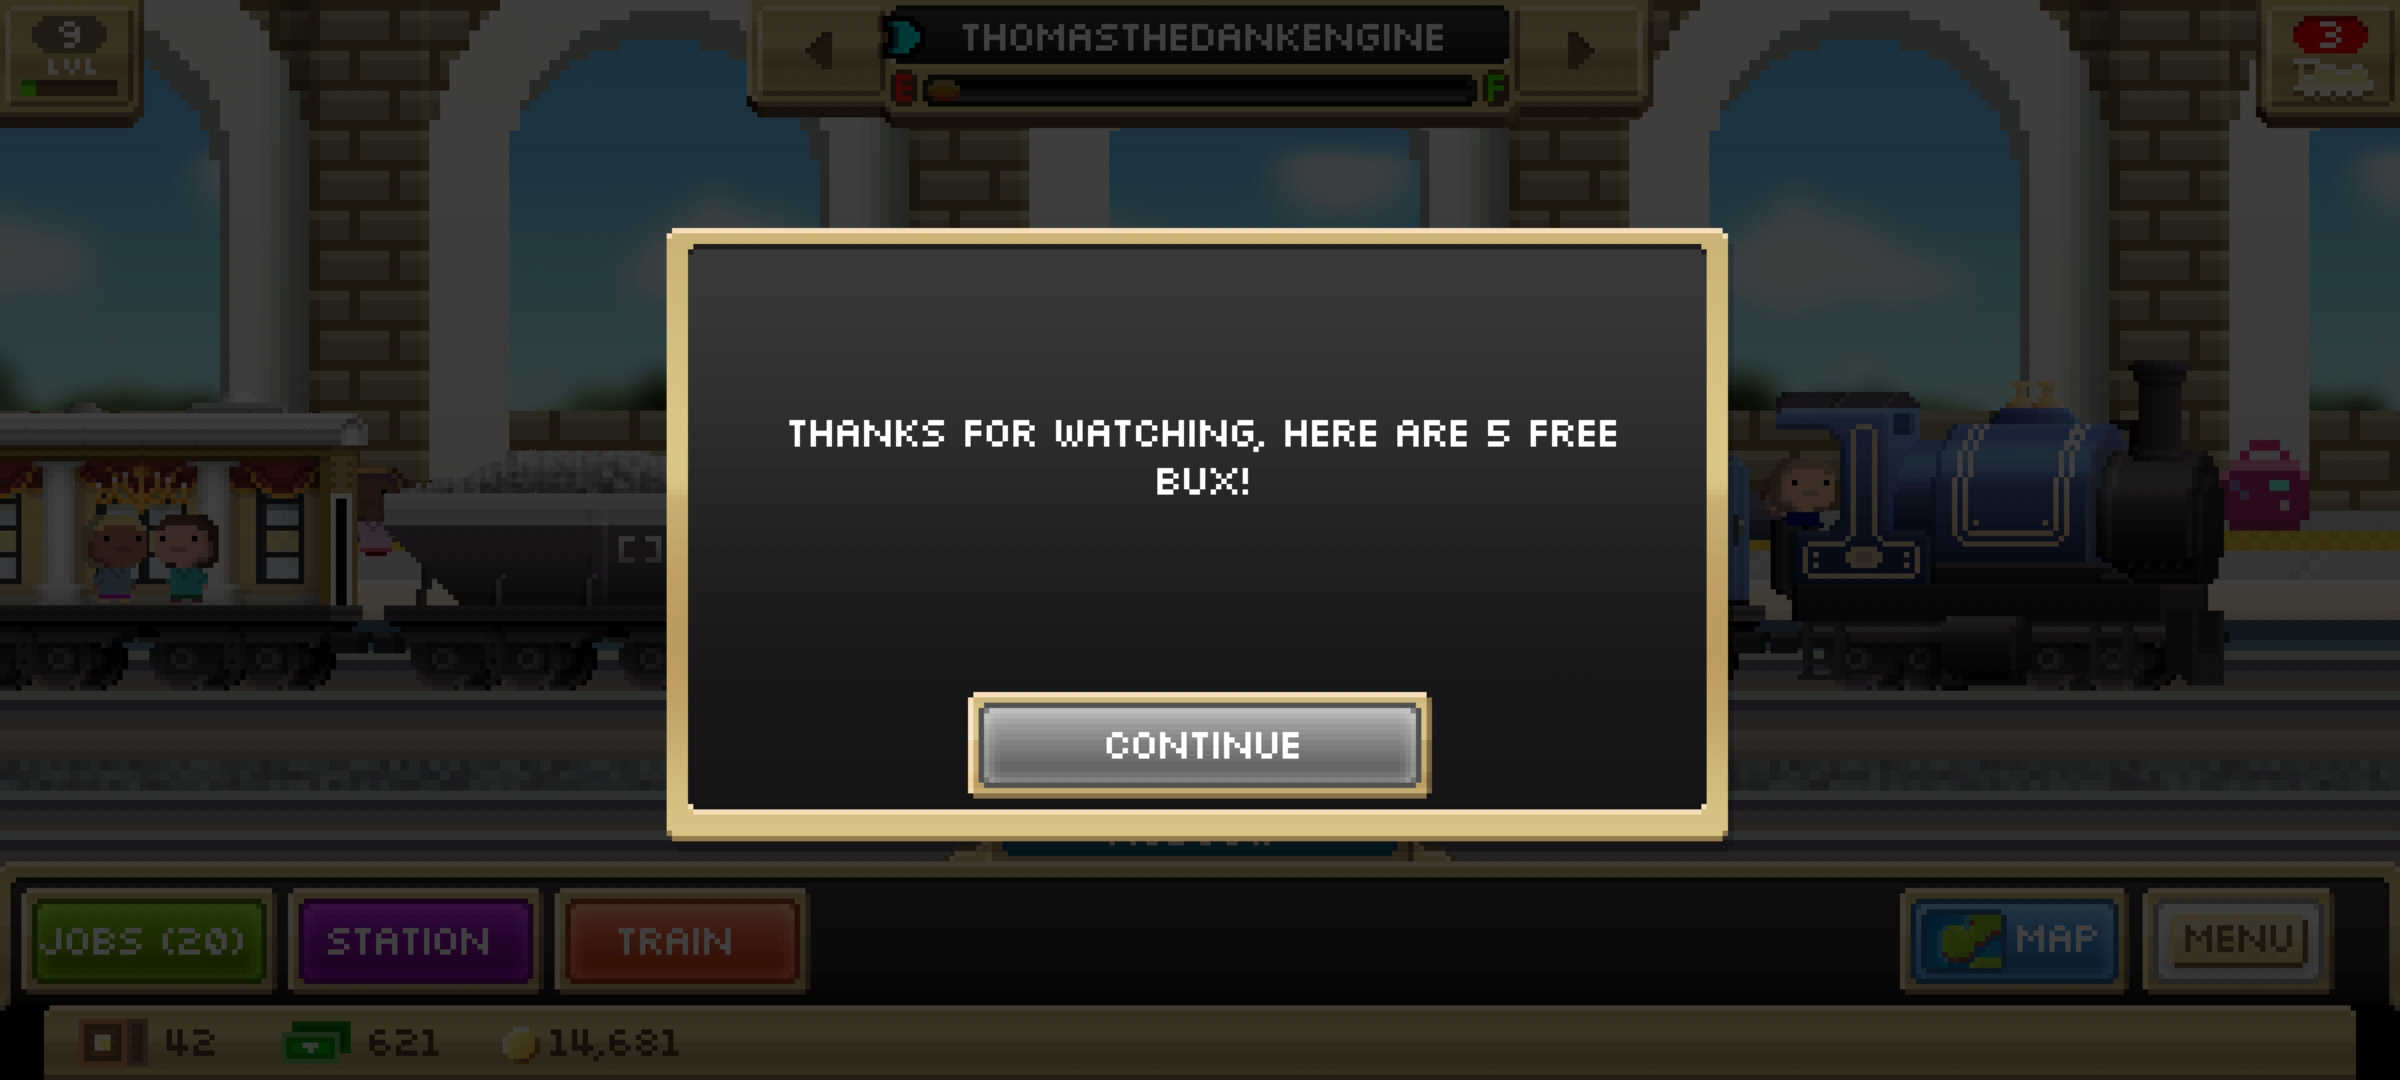 9
LVL
THOMASTHEDANKENGINE
E F
3
THANKS FOR WATCHING, HERE ARE 5 FREE
BUX!
CONTINUE
JOBS (20)
STATION
TRAIN
MAP
MENU
42
621
14,681